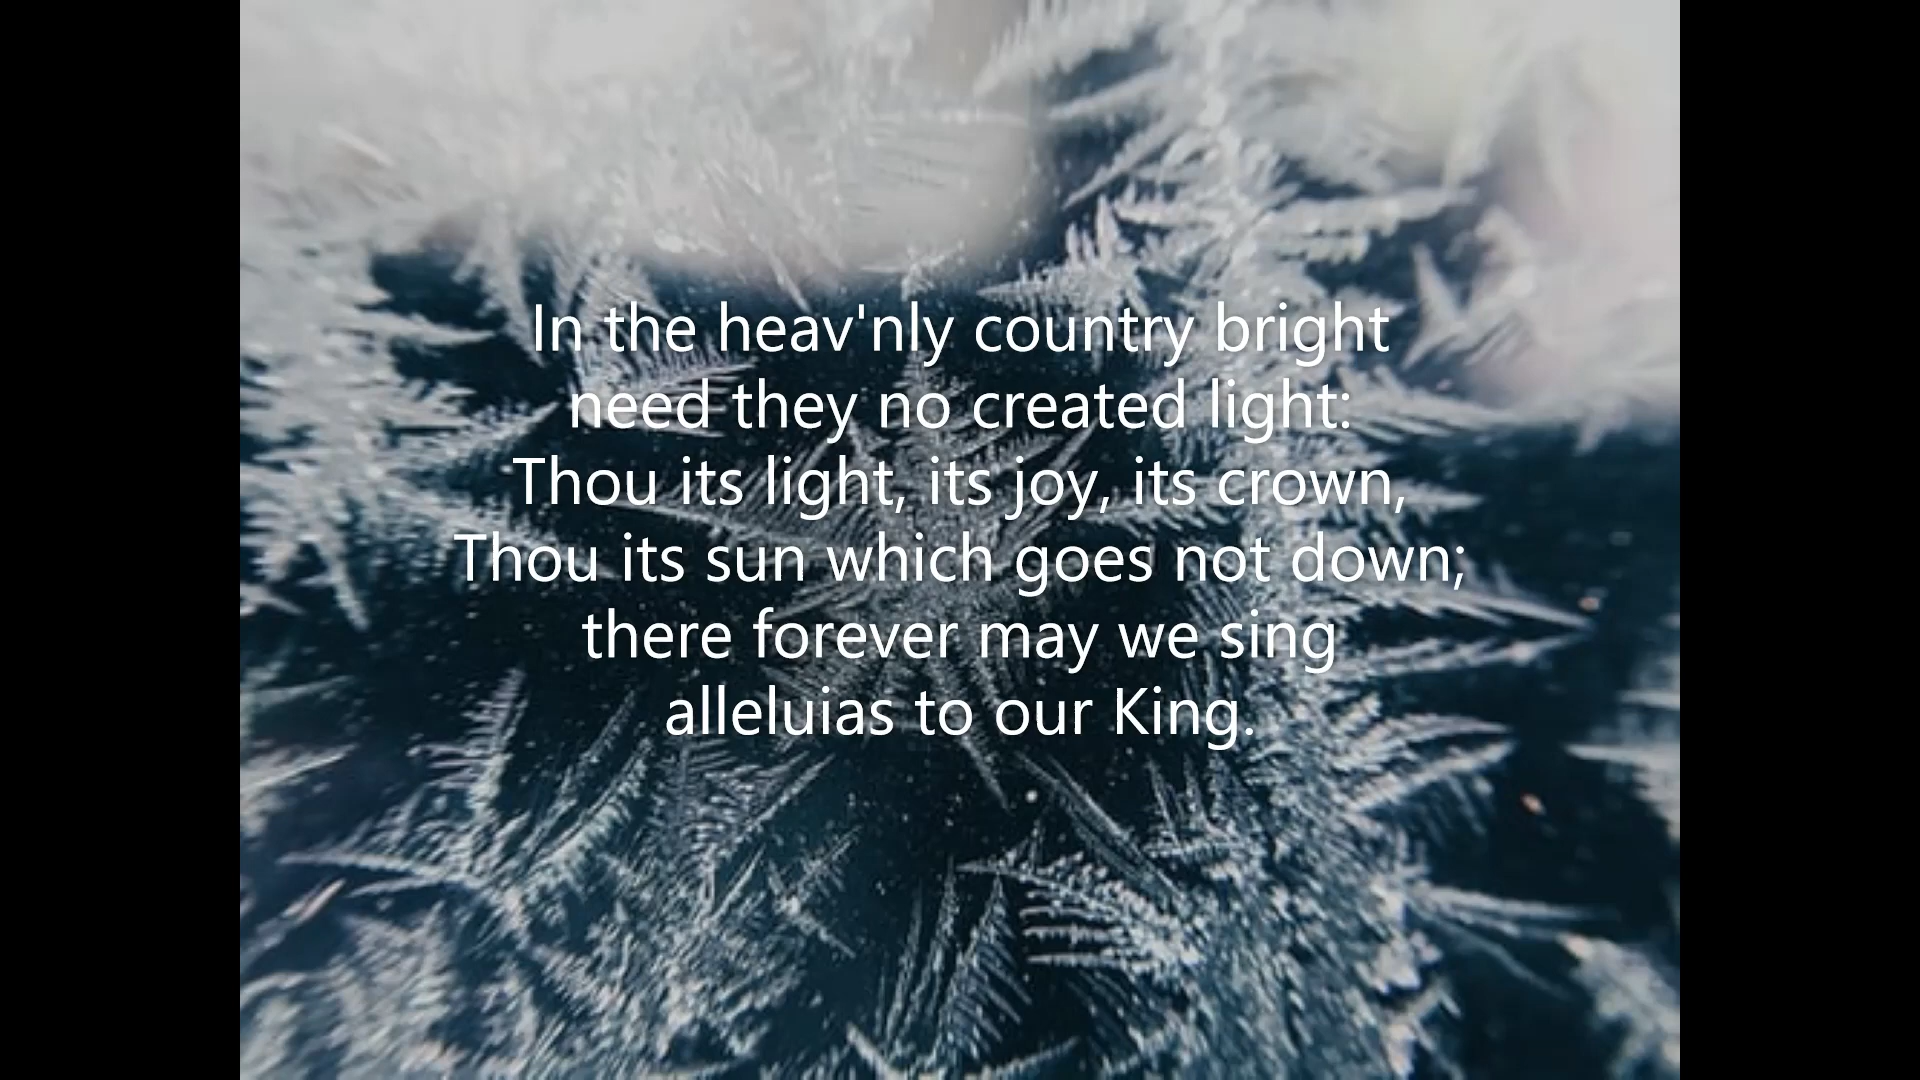 In the heav'nly country bright
need they no created light:
Thou its light, its joy, its crown,
Thou its sun which goes not down;
there forever may we sing
alleluias to our King.